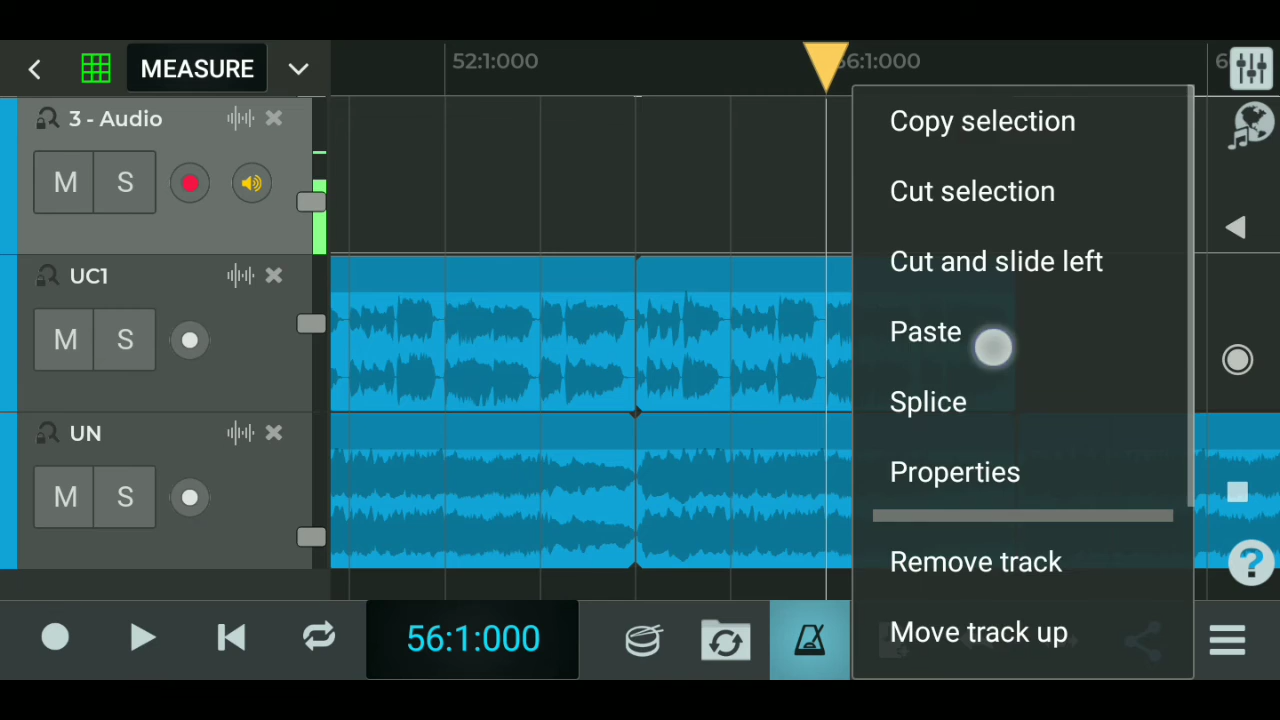 MEASURE
52:1:000
56:1:000
6
3 - Audio
M
S
UC1
M
S
UN
M
S
Copy selection
Cut selection
Cut and slide left
Paste
Splice
Properties
Remove track
Move track up
?
56:1:000